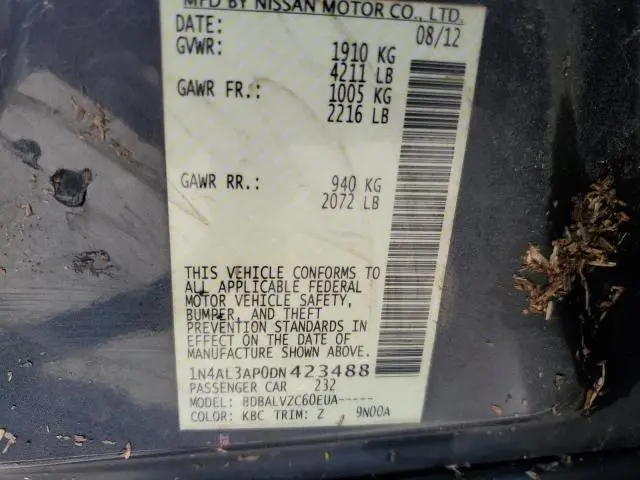 MFD BY NISSAN MOTOR CO., LTD.
DATE: 08/12
GVWR: 1910 KG
4211 LB
GAWR FR.: 1005 KG
2216 LB
GAWR RR.: 940 KG
2072 LB
THIS VEHICLE CONFORMS TO
ALL APPLICABLE FEDERAL
MOTOR VEHICLE SAFETY,
BUMPER, AND THEFT
PREVENTION STANDARDS IN
EFFECT ON THE DATE OF
MANUFACTURE SHOWN ABOVE.
1N4AL3AP0DN423488
PASSENGER CAR 232
MODEL: BDBALVZC60EUA-----
COLOR: KBC TRIM: Z 9N00A